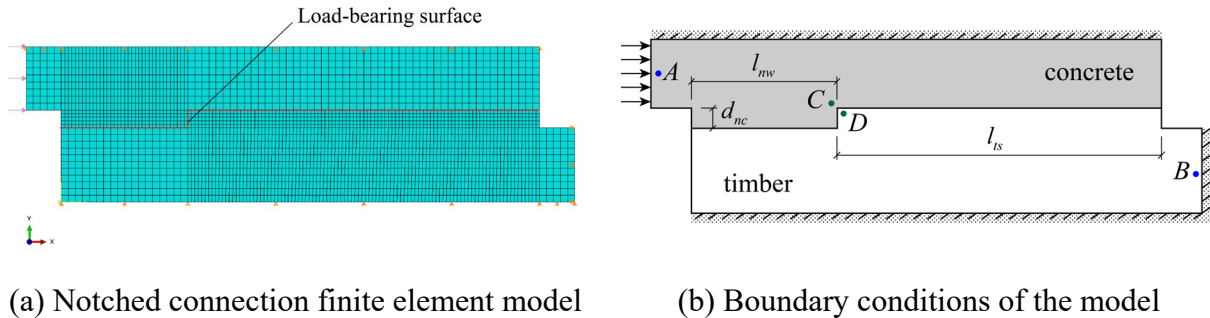 Load-bearing surface
Y
X
A
l_nw
concrete
C
d_nc
D
l_ts
B
timber
(a) Notched connection finite element model
(b) Boundary conditions of the model